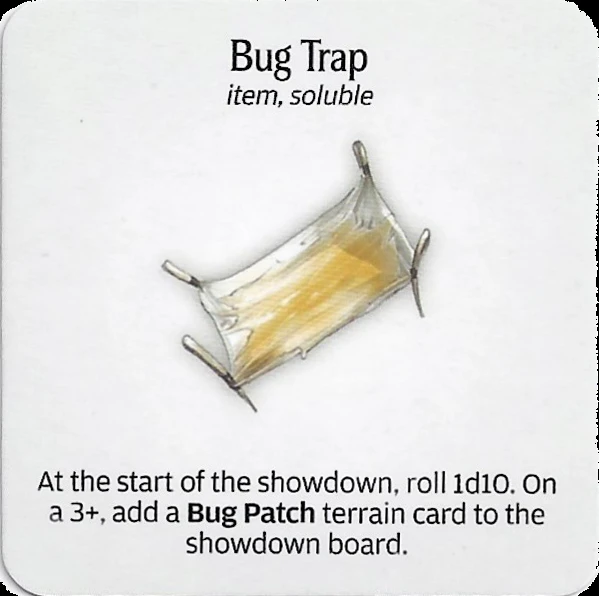 Bug Trap
item, soluble
At the start of the showdown, roll 1d10. On
a 3+, add a Bug Patch terrain card to the
showdown board.